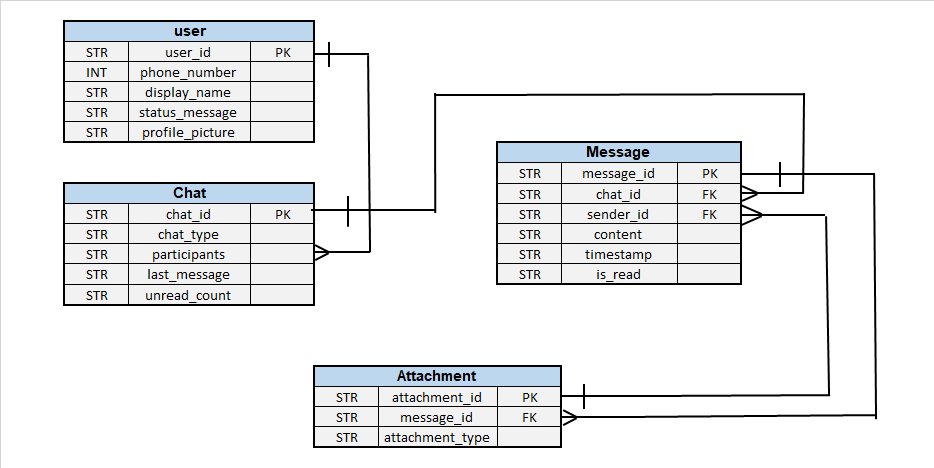 user
STR user_id PK
INT phone_number
STR display_name
STR status_message
STR profile_picture
Chat
STR chat_id PK
STR chat_type
STR participants
STR last_message
STR unread_count
Message
STR message_id PK
STR chat_id FK
STR sender_id FK
STR content
STR timestamp
STR is_read
Attachment
STR attachment_id PK
STR message_id FK
STR attachment_type